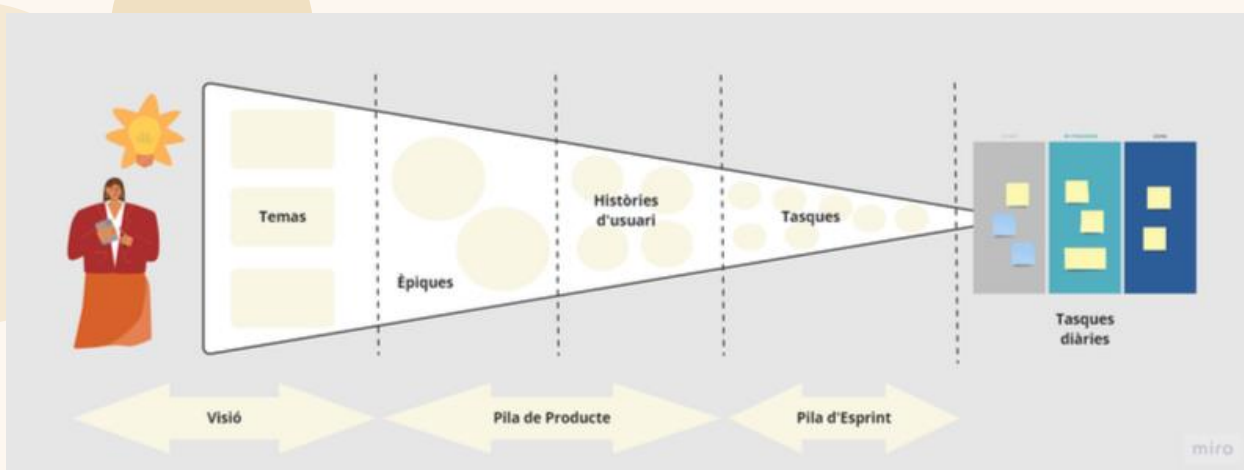 Temas
Èpiques
Històries
d'usuari
Tasques
Tasques
diàries
Visió
Pila de Producte
Pila d'Esprint
miro